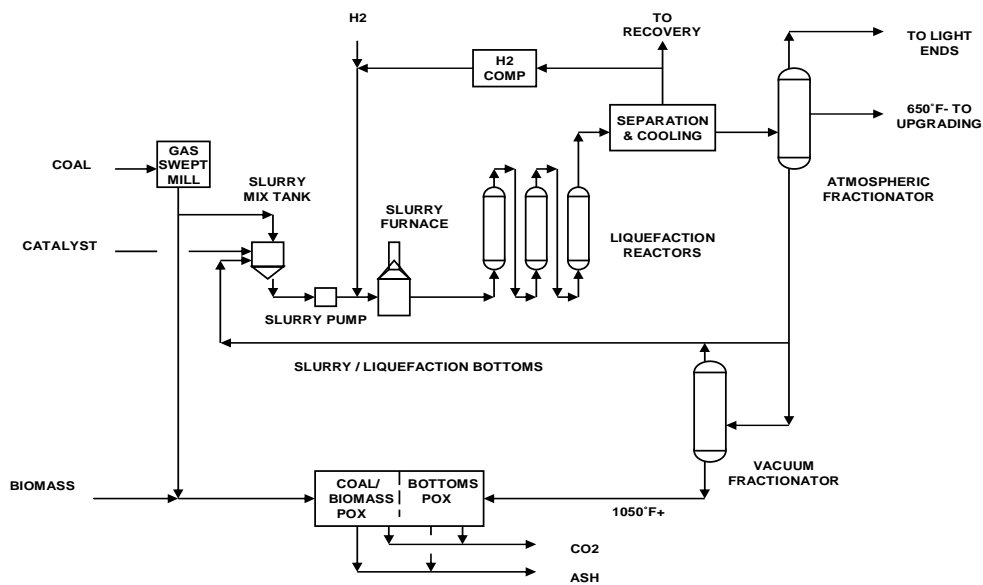 H2
TO
RECOVERY
TO LIGHT
ENDS
H2
COMP
SEPARATION
& COOLING
650°F- TO
UPGRADING
GAS
SWEPT
MILL
COAL
SLURRY
MIX TANK
SLURRY
FURNACE
ATMOSPHERIC
FRACTIONATOR
CATALYST
LIQUEFACTION
REACTORS
SLURRY PUMP
SLURRY / LIQUEFACTION BOTTOMS
VACUUM
FRACTIONATOR
BIOMASS
COAL/
BIOMASS
POX
BOTTOMS
POX
1050°F+
CO2
ASH